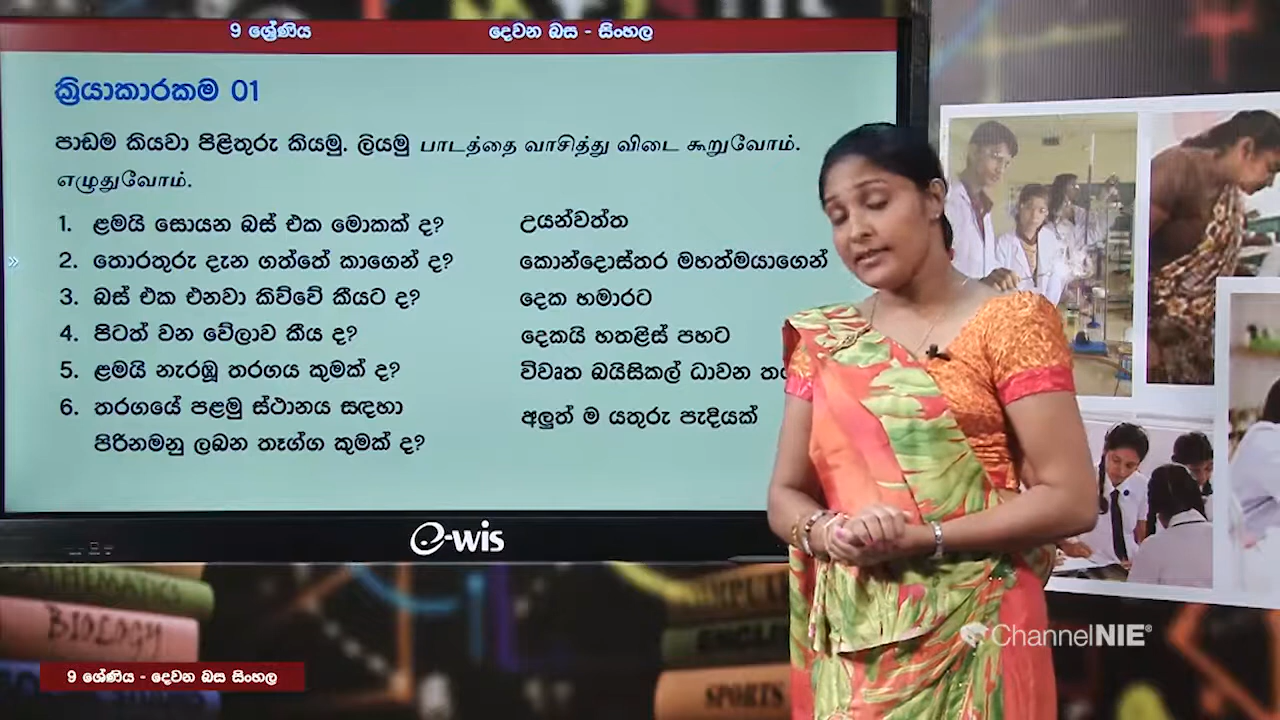 9 ශ්‍රේණිය
දෙවන බස - සිංහල
ක්‍රියාකාරකම 01
පාඩම කියවා පිළිතුරු කියමු. ලියමු பாடத்தை வாசித்து விடை கூறுவோம்.
எழுதுவோம்.
1. ළමයි සොයන බස් එක මොකක් ද? උයන්වත්ත
2. තොරතුරු දැන ගත්තේ කාගෙන් ද? කොන්දොස්තර මහත්මයාගෙන්
3. බස් එක එනවා කිව්වේ කීයට ද? දෙක හමාරට
4. පිටත් වන වේලාව කීය ද? දෙකයි හතළිස් පහට
5. ළමයි නැරඹූ තරගය කුමක් ද? විවෘත බයිසිකල් ධාවන
6. තරගයේ පළමු ස්ථානය සඳහා අලුත් ම යතුරු පැදියක්
පිරිනමනු ලබන තෑග්ග කුමක් ද?
e-wis
BIOLOGY
SPORTS
ChannelNIE®
9 ශ්‍රේණිය - දෙවන බස සිංහල